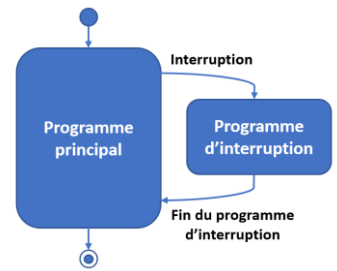 Interruption
Programme
principal
Programme
d'interruption
Fin du programme
d'interruption